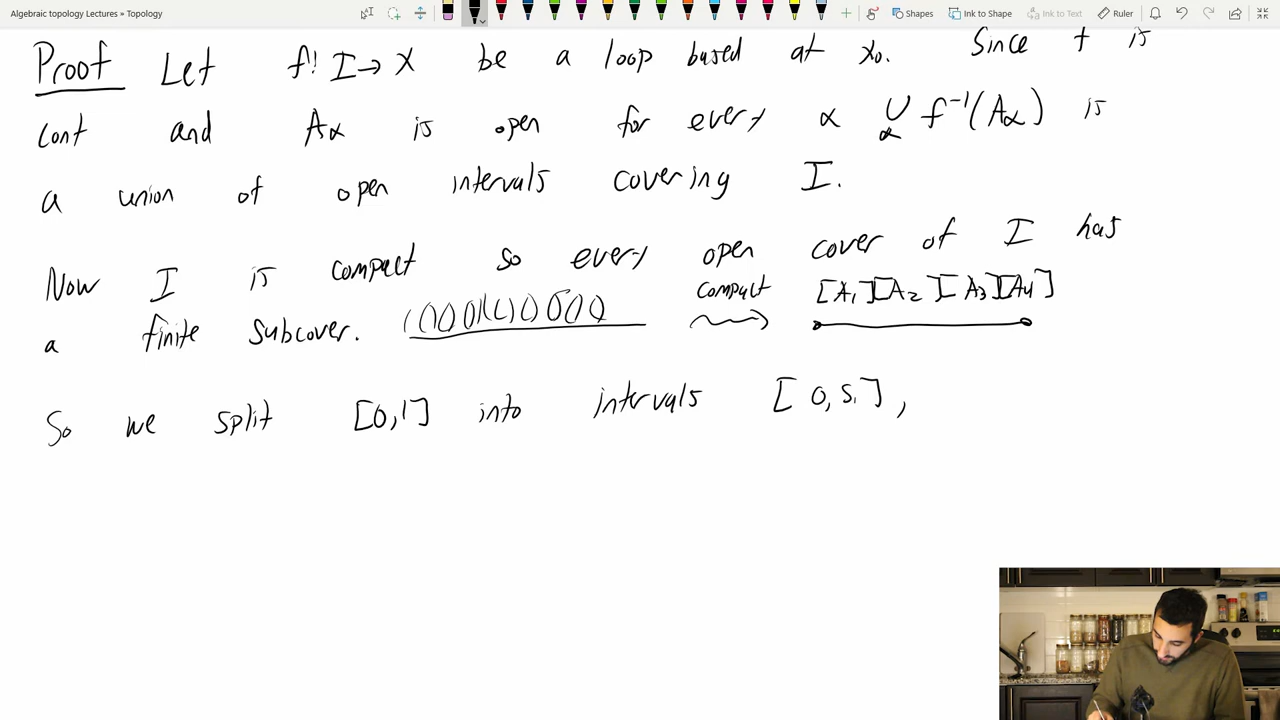 Algebraic topology Lectures » Topology
Shapes
Ink to Shape
Ink to Text
Ruler
Proof Let f: I → X be a loop based at x₀. Since f is
cont and Aα is open for every α ∪α f⁻¹(Aα) is
a union of open intervals covering I.
Now I is compact so every open cover of I has
a finite subcover.
compact
[A₁][A₂][A₃][A₄]
So we split [0,1] into intervals [0,S₁],